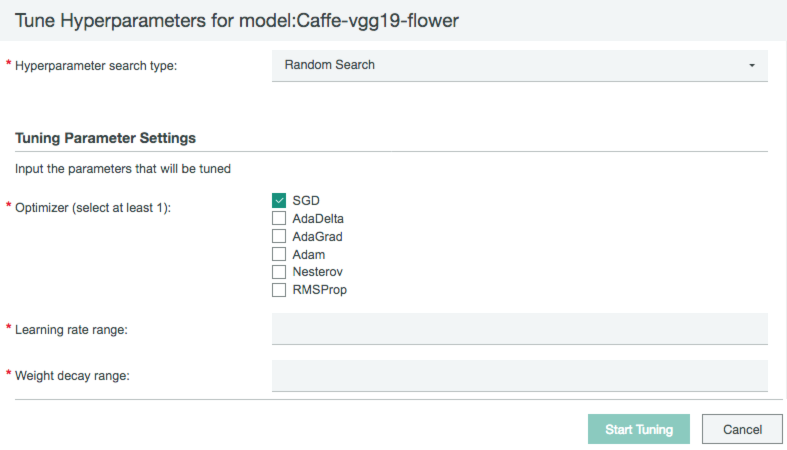 Tune Hyperparameters for model:Caffe-vgg19-flower
* Hyperparameter search type: Random Search
Tuning Parameter Settings
Input the parameters that will be tuned
* Optimizer (select at least 1): SGD
AdaDelta
AdaGrad
Adam
Nesterov
RMSProp
* Learning rate range:
* Weight decay range:
Start Tuning Cancel